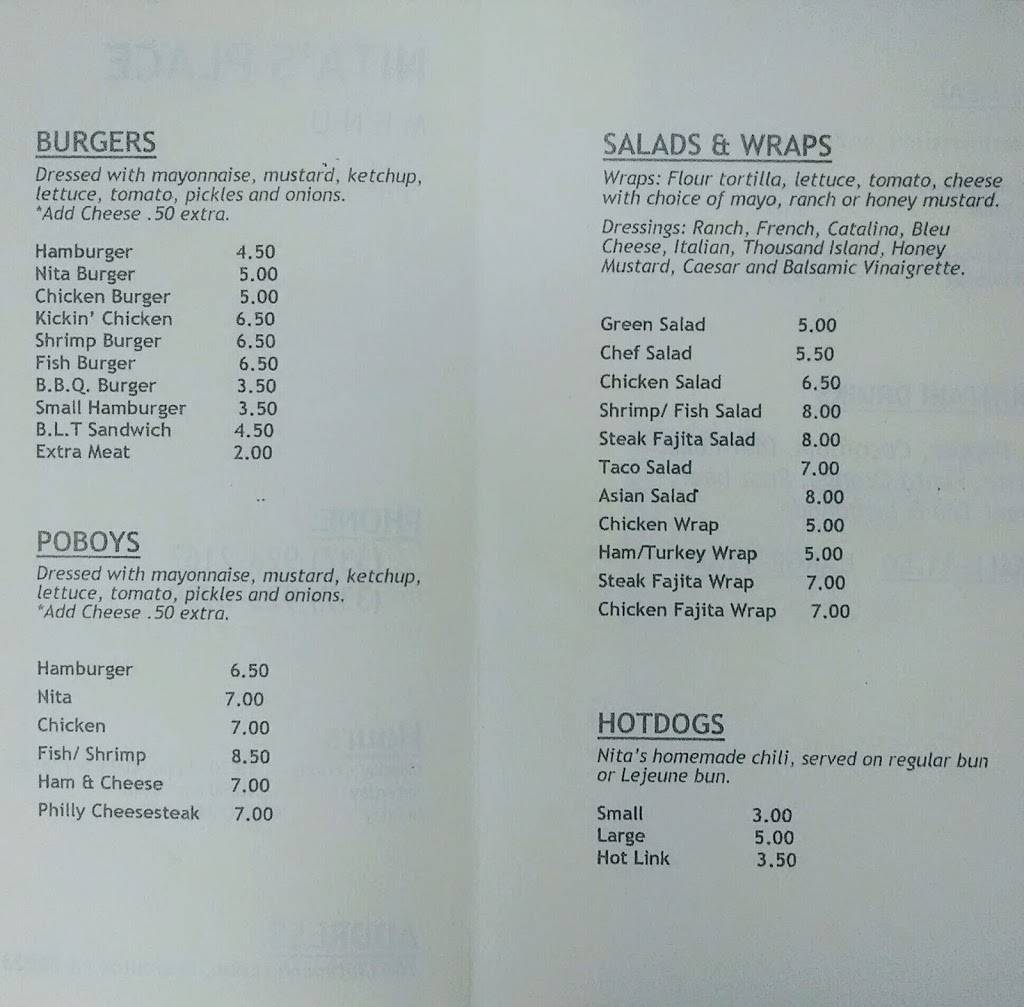 BURGERS
Dressed with mayonnaise, mustard, ketchup,
lettuce, tomato, pickles and onions.
*Add Cheese .50 extra.
Hamburger 4.50
Nita Burger 5.00
Chicken Burger 5.00
Kickin' Chicken 6.50
Shrimp Burger 6.50
Fish Burger 6.50
B.B.Q. Burger 3.50
Small Hamburger 3.50
B.L.T Sandwich 4.50
Extra Meat 2.00
POBOYS
Dressed with mayonnaise, mustard, ketchup,
lettuce, tomato, pickles and onions.
*Add Cheese .50 extra.
Hamburger 6.50
Nita 7.00
Chicken 7.00
Fish/ Shrimp 8.50
Ham & Cheese 7.00
Philly Cheesesteak 7.00
SALADS & WRAPS
Wraps: Flour tortilla, lettuce, tomato, cheese
with choice of mayo, ranch or honey mustard.
Dressings: Ranch, French, Catalina, Bleu
Cheese, Italian, Thousand Island, Honey
Mustard, Caesar and Balsamic Vinaigrette.
Green Salad 5.00
Chef Salad 5.50
Chicken Salad 6.50
Shrimp/ Fish Salad 8.00
Steak Fajita Salad 8.00
Taco Salad 7.00
Asian Salad 8.00
Chicken Wrap 5.00
Ham/Turkey Wrap 5.00
Steak Fajita Wrap 7.00
Chicken Fajita Wrap 7.00
HOTDOGS
Nita's homemade chili, served on regular bun
or Lejeune bun.
Small 3.00
Large 5.00
Hot Link 3.50
NITA'S PLACE
MENU
PHONE:
Hours:
ADDRESS